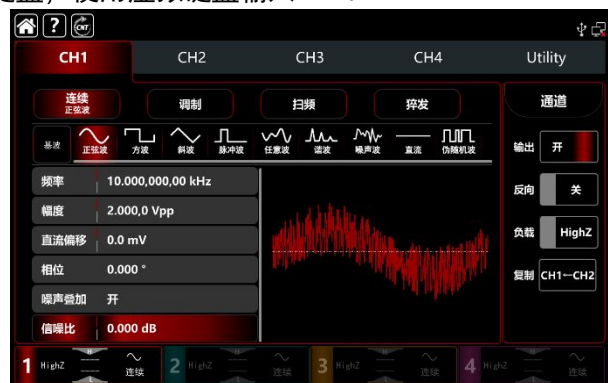 CNT
CH1 CH2 CH3 CH4 Utility
连续
正弦波
调制 扫频 猝发 通道
基波 正弦波 方波 斜波 脉冲波 任意波 谐波 噪声波 直流 伪随机波
输出 开
频率 10.000,000,00 kHz
反向 关
幅度 2.000,0 Vpp
直流偏移 0.0 mV
负载 HighZ
相位 0.000 °
复制 CH1←CH2
噪声叠加 开
信噪比 0.000 dB
1 HighZ 连续 2 HighZ 连续 3 HighZ 连续 4 HighZ 连续